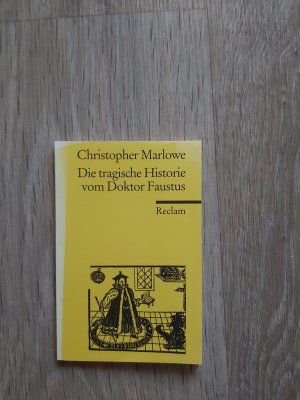 Christopher Marlowe
Die tragische Historie
vom Doktor Faustus
Reclam